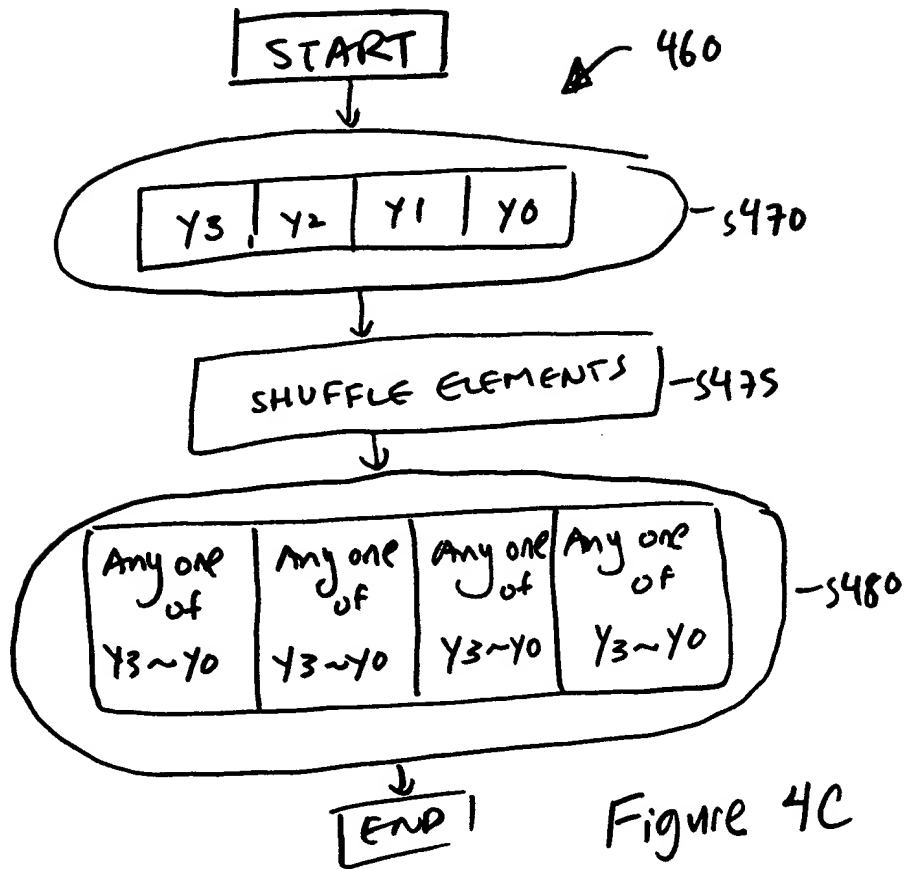 START
460
Y3 Y2 Y1 Y0
s470
SHUFFLE ELEMENTS
s475
Any one Any one Any one Any one
of of of of
Y3~Y0 Y3~Y0 Y3~Y0 Y3~Y0
s480
END
Figure 4C